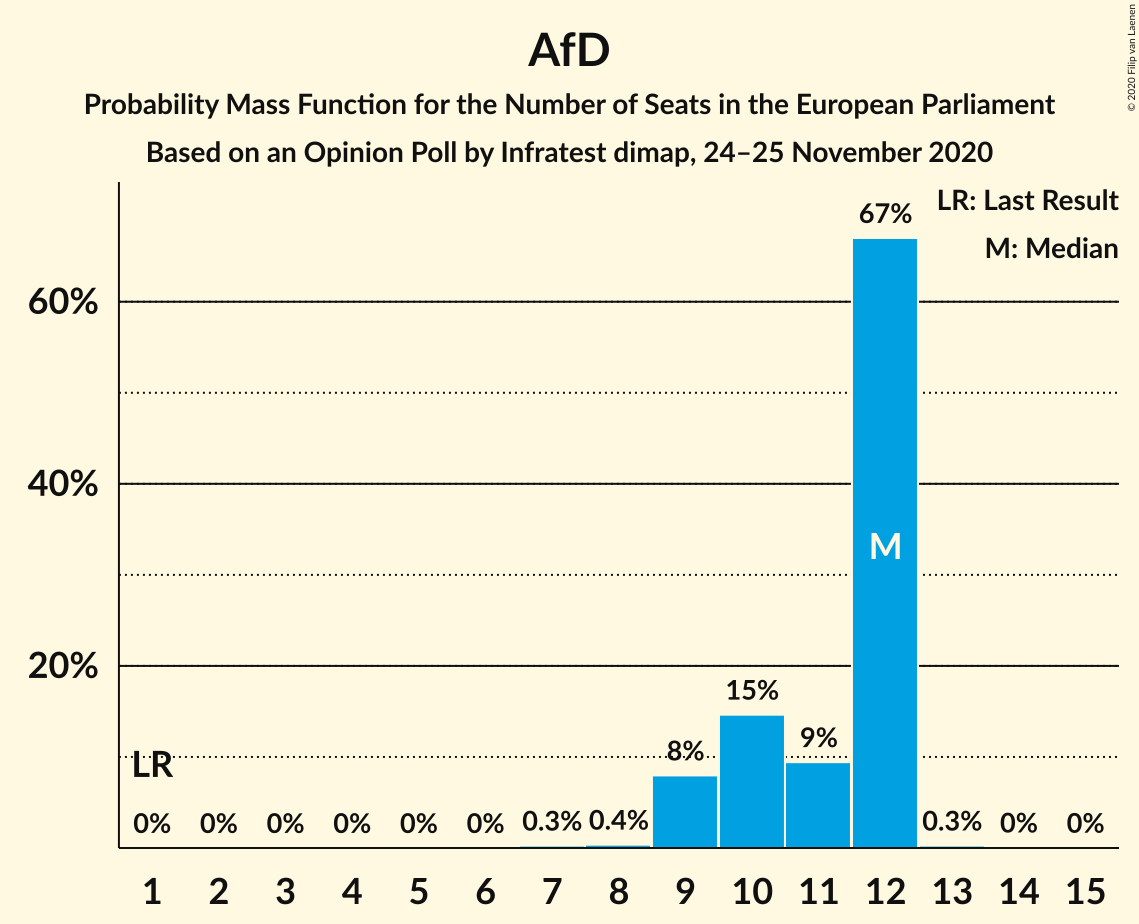 AfD
Probability Mass Function for the Number of Seats in the European Parliament
Based on an Opinion Poll by Infratest dimap, 24–25 November 2020
© 2020 Filip van Laenen
LR: Last Result
M: Median
67%
60%
40%
M
20%
15%
9%
8%
LR
0% 0% 0% 0% 0% 0% 0.3% 0.4% 0.3% 0% 0%
1 2 3 4 5 6 7 8 9 10 11 12 13 14 15